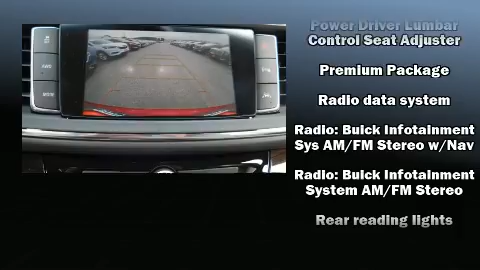 Power Driver Lumbar
Control Seat Adjuster
Premium Package
Radio data system
Radio: Buick Infotainment
Sys AM/FM Stereo w/Nav
Radio: Buick Infotainment
System AM/FM Stereo
Rear reading lights